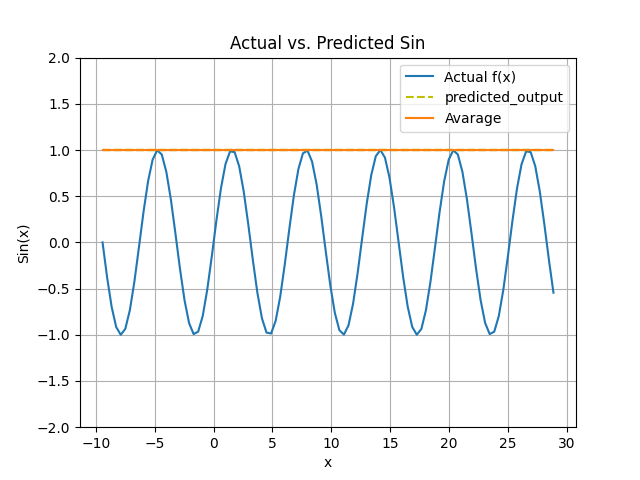 Actual vs. Predicted Sin
Actual f(x)
predicted_output
Avarage
2.0
1.5
1.0
0.5
0.0
−0.5
−1.0
−1.5
−2.0
Sin(x)
−10 −5 0 5 10 15 20 25 30
x